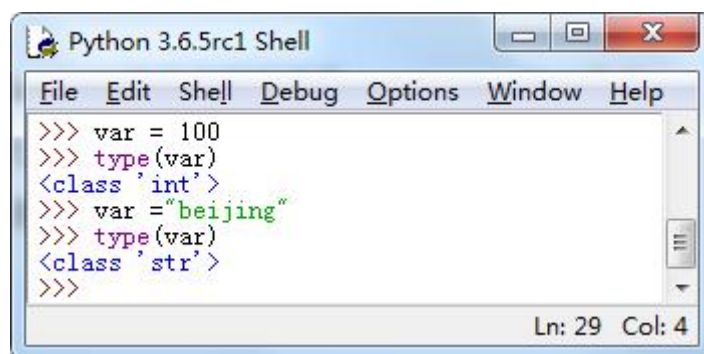 Python 3.6.5rc1 Shell
File Edit Shell Debug Options Window Help
>>> var = 100
>>> type(var)
<class 'int'>
>>> var ="beijing"
>>> type(var)
<class 'str'>
>>>
Ln: 29 Col: 4